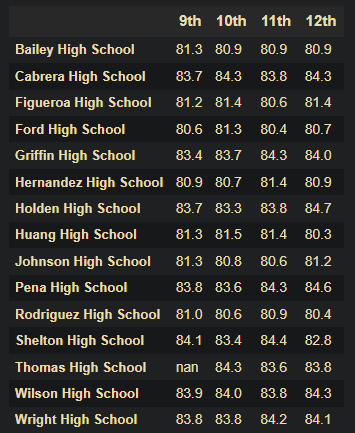 9th 10th 11th 12th
Bailey High School 81.3 80.9 80.9 80.9
Cabrera High School 83.7 84.3 83.8 84.3
Figueroa High School 81.2 81.4 80.6 81.4
Ford High School 80.6 81.3 80.4 80.7
Griffin High School 83.4 83.7 84.3 84.0
Hernandez High School 80.9 80.7 81.4 80.9
Holden High School 83.7 83.3 83.8 84.7
Huang High School 81.3 81.5 81.4 80.3
Johnson High School 81.3 80.8 80.6 81.2
Pena High School 83.8 83.6 84.3 84.6
Rodriguez High School 81.0 80.6 80.9 80.4
Shelton High School 84.1 83.4 84.4 82.8
Thomas High School nan 84.3 83.6 83.8
Wilson High School 83.9 84.0 83.8 84.3
Wright High School 83.8 83.8 84.2 84.1